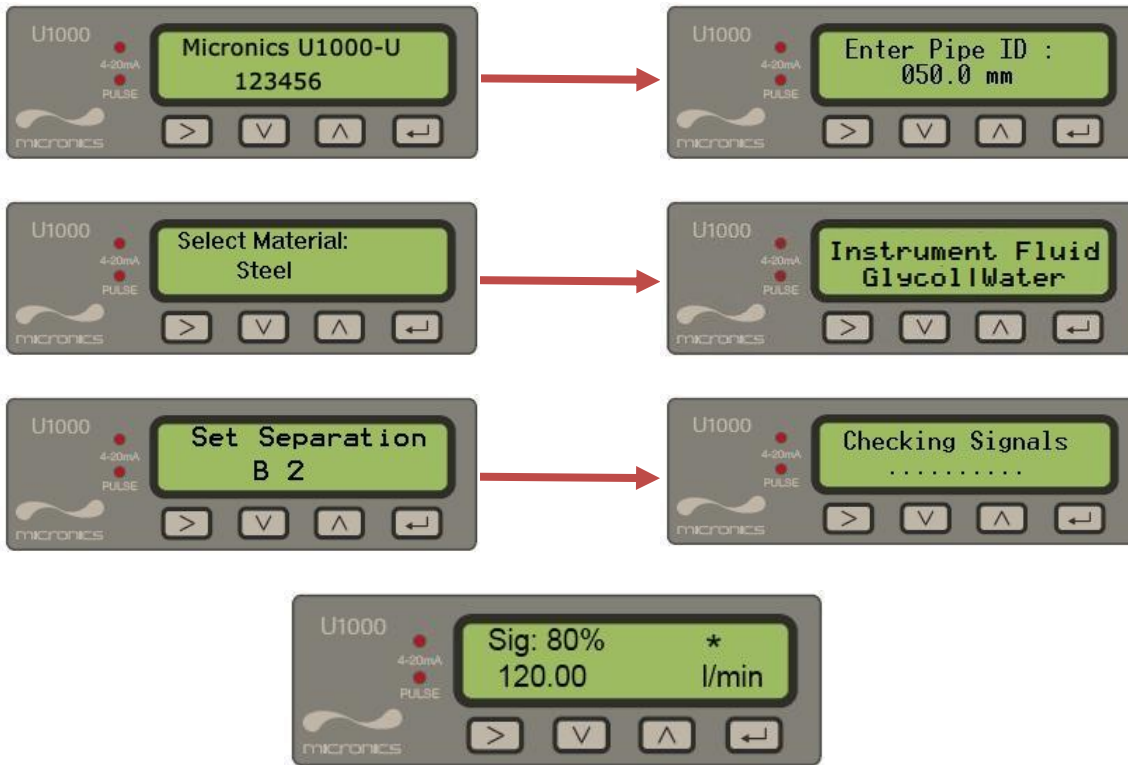 U1000
4-20mA
PULSE
micronics
Micronics U1000-U
123456
> V Λ ↵
U1000
4-20mA
PULSE
micronics
Enter Pipe ID :
050.0 mm
> V Λ ↵
U1000
4-20mA
PULSE
micronics
Select Material:
Steel
> V Λ ↵
U1000
4-20mA
PULSE
micronics
Instrument Fluid
Glycol|Water
> V Λ ↵
U1000
4-20mA
PULSE
micronics
Set Separation
B 2
> V Λ ↵
U1000
4-20mA
PULSE
micronics
Checking Signals
..........
> V Λ ↵
U1000
4-20mA
PULSE
micronics
Sig: 80% *
120.00 l/min
> V Λ ↵